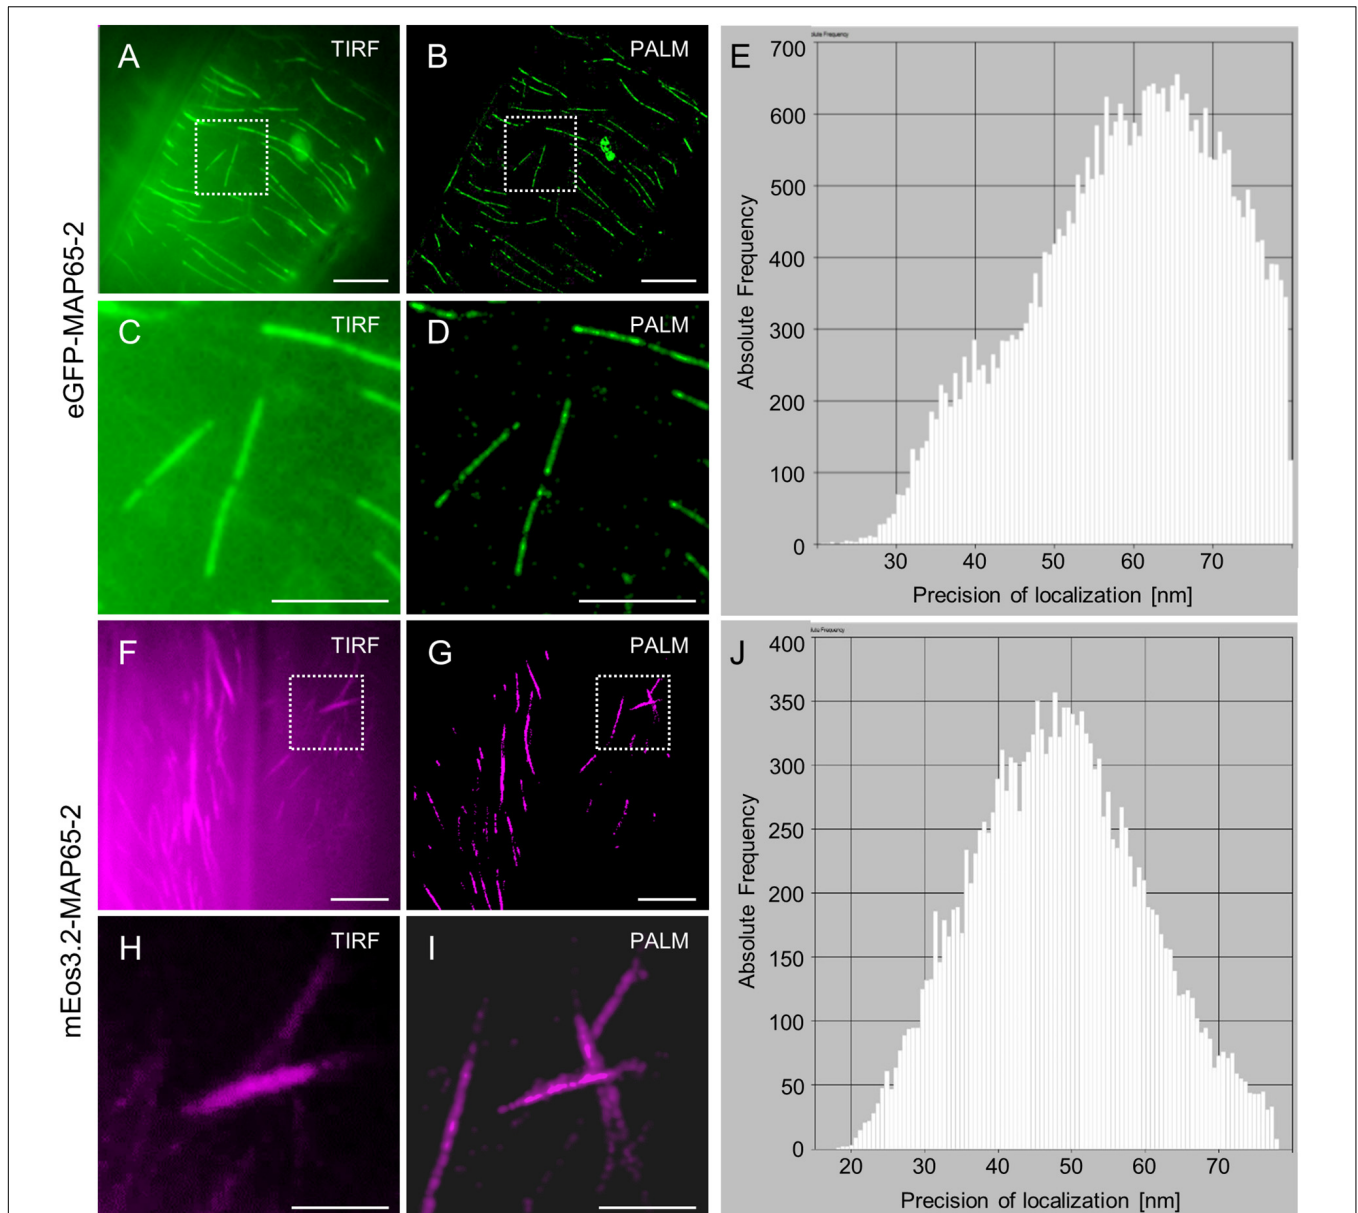 eGFP-MAP65-2
A TIRF
B PALM
C TIRF
D PALM
E
Absolute Frequency
700
600
500
400
300
200
100
0
30 40 50 60 70
Precision of localization [nm]
Absolute Frequency
mEos3.2-MAP65-2
F TIRF
G PALM
H TIRF
I PALM
J
Absolute Frequency
400
350
300
250
200
150
100
50
0
20 30 40 50 60 70
Precision of localization [nm]